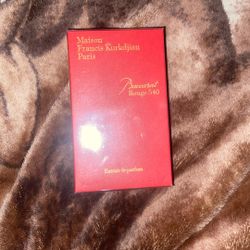 Maison
Francis Kurkdjian
Paris
Baccarat
Rouge 540
Extrait de parfum